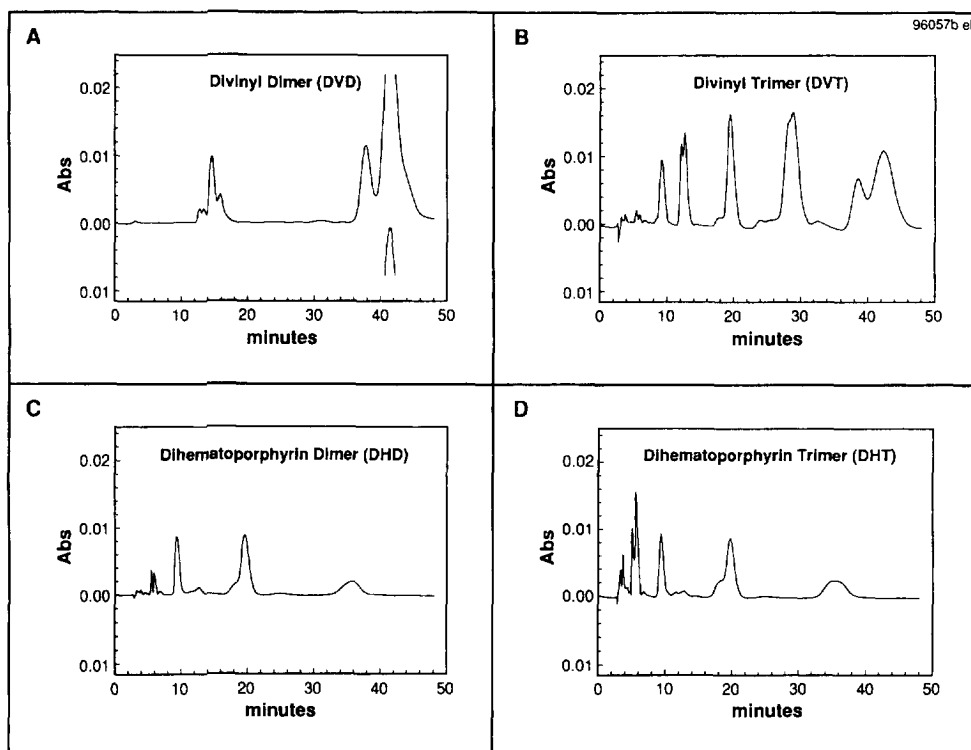 96057b el
A
Divinyl Dimer (DVD)
Abs
0.02
0.01
0.00
0.01
0 10 20 30 40 50
minutes
B
Divinyl Trimer (DVT)
Abs
0.02
0.01
0.00
0.01
0 10 20 30 40 50
minutes
C
Dihematoporphyrin Dimer (DHD)
Abs
0.02
0.01
0.00
0.01
0 10 20 30 40 50
minutes
D
Dihematoporphyrin Trimer (DHT)
Abs
0.02
0.01
0.00
0.01
0 10 20 30 40 50
minutes